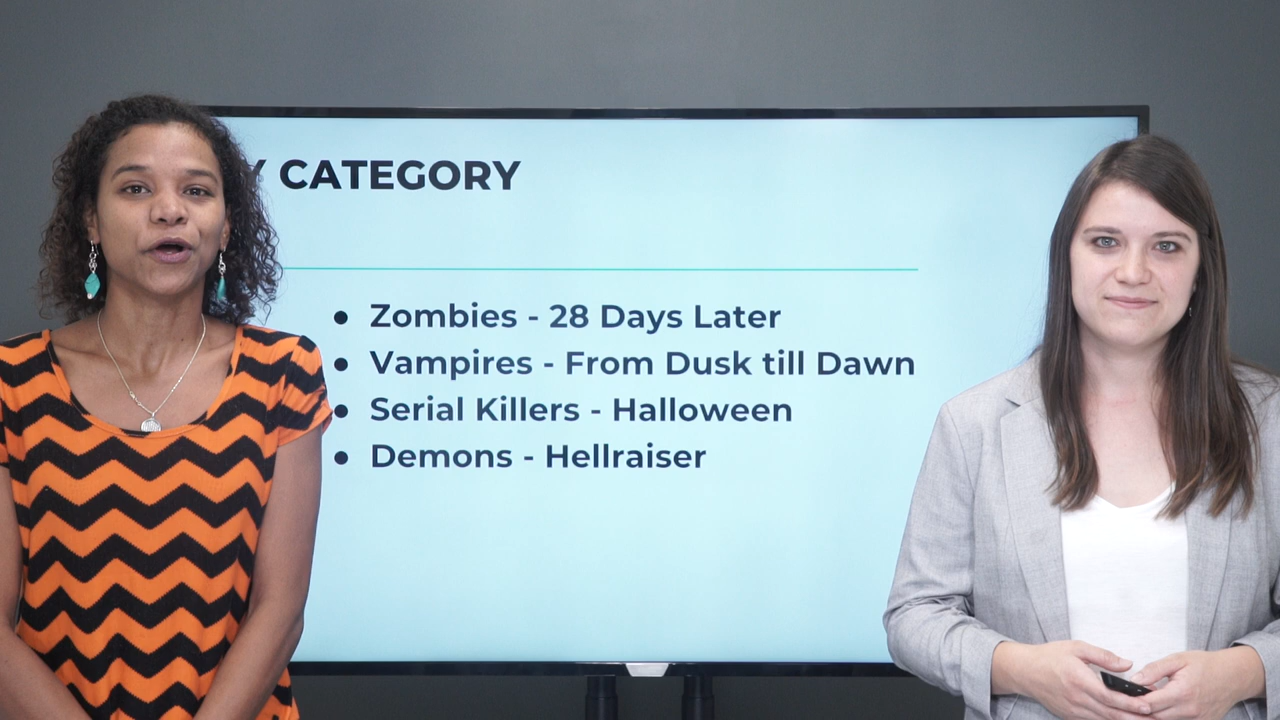 CATEGORY
• Zombies - 28 Days Later
• Vampires - From Dusk till Dawn
• Serial Killers - Halloween
• Demons - Hellraiser